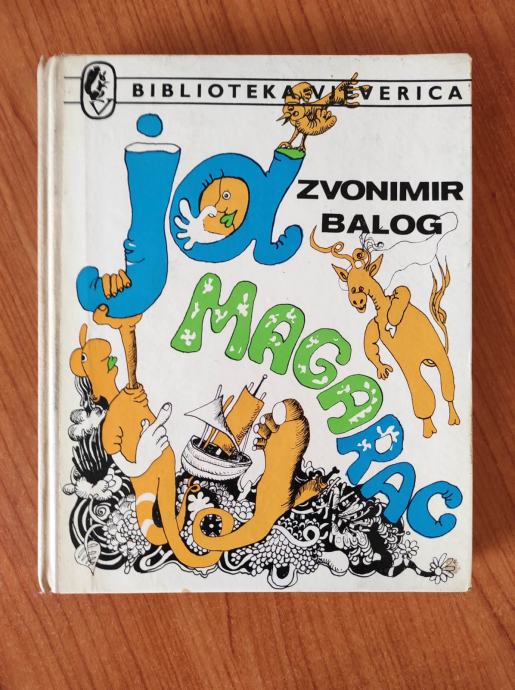 BIBLIOTEKA VJEVERICA
ja
ZVONIMIR
BALOG
MAGARAC